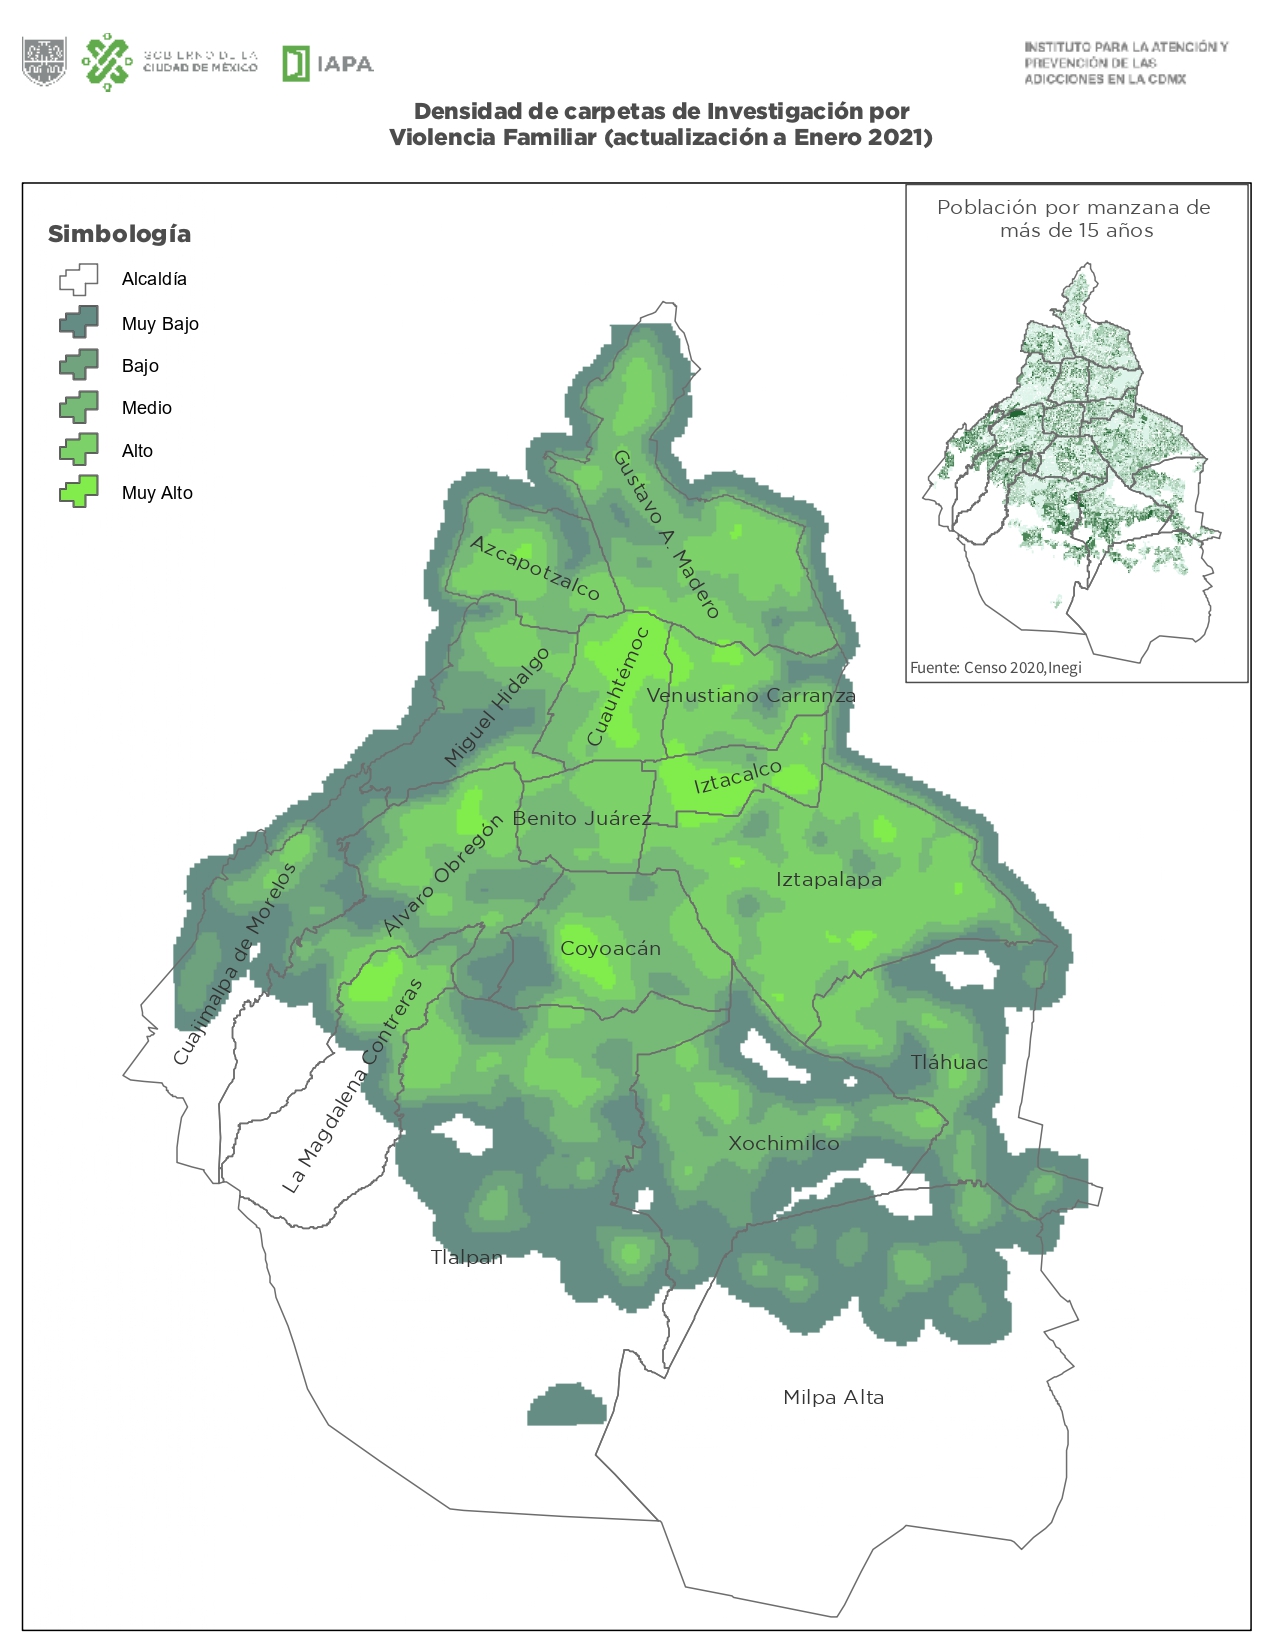 GOBIERNO DE LA
CIUDAD DE MÉXICO
IAPA
INSTITUTO PARA LA ATENCIÓN Y
PREVENCIÓN DE LAS
ADICCIONES EN LA CDMX
Densidad de carpetas de Investigación por
Violencia Familiar (actualización a Enero 2021)
Simbología
Alcaldía
Muy Bajo
Bajo
Medio
Alto
Muy Alto
Población por manzana de
más de 15 años
Fuente: Censo 2020,Inegi
Gustavo A. Madero
Azcapotzalco
Miguel Hidalgo
Cuauhtémoc
Venustiano Carranza
Iztacalco
Benito Juárez
Álvaro Obregón
Iztapalapa
Cuajimalpa de Morelos
Coyoacán
La Magdalena Contreras
Tláhuac
Xochimilco
Tlalpan
Milpa Alta